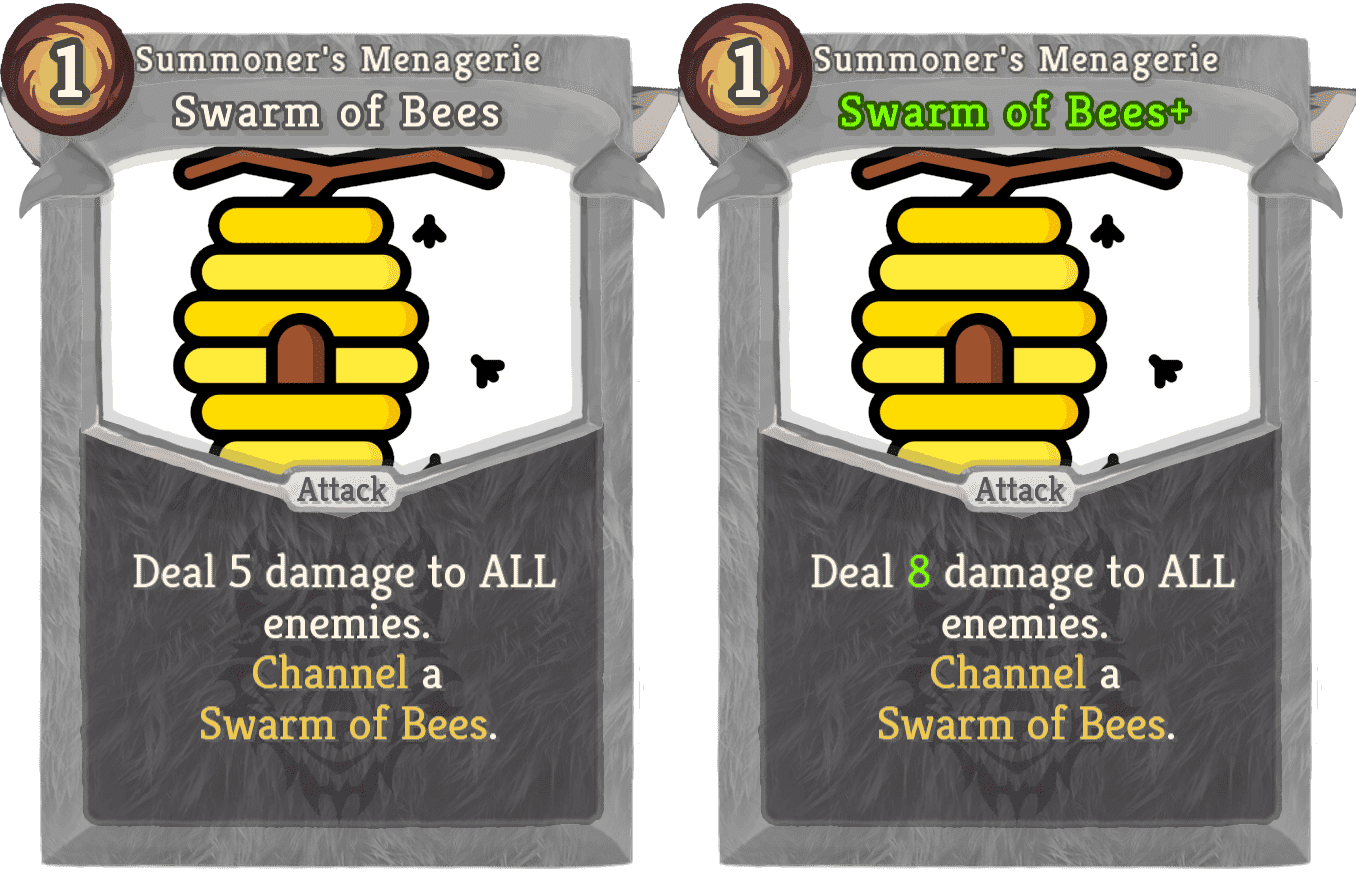 1
Summoner's Menagerie
Swarm of Bees
Attack
Deal 5 damage to ALL
enemies.
Channel a
Swarm of Bees.
1
Summoner's Menagerie
Swarm of Bees+
Attack
Deal 8 damage to ALL
enemies.
Channel a
Swarm of Bees.